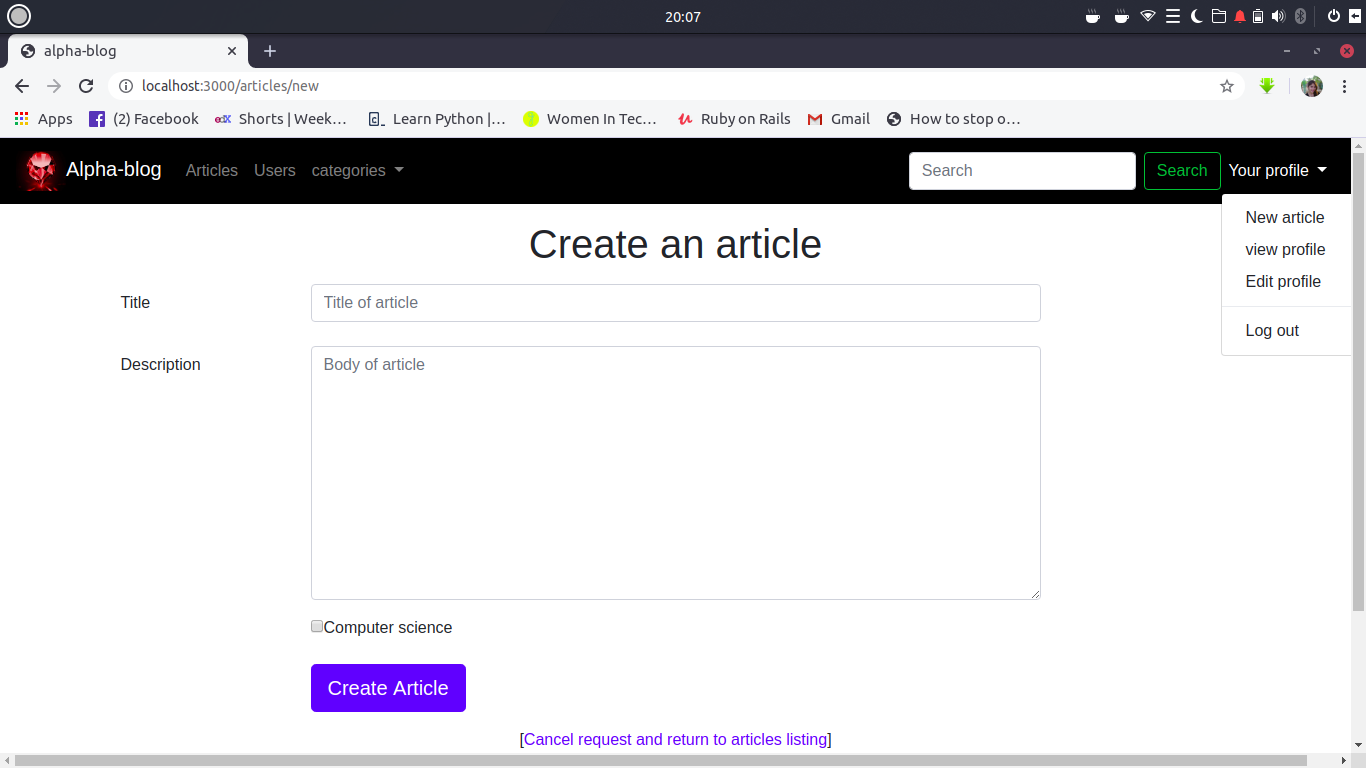 20:07
alpha-blog
localhost:3000/articles/new
Apps (2) Facebook Shorts | Week… Learn Python |… Women In Tec… Ruby on Rails Gmail How to stop o…
Alpha-blog Articles Users categories Search Search Your profile
New article
view profile
Edit profile
Log out
Create an article
Title Title of article
Description Body of article
Computer science
Create Article
[Cancel request and return to articles listing]